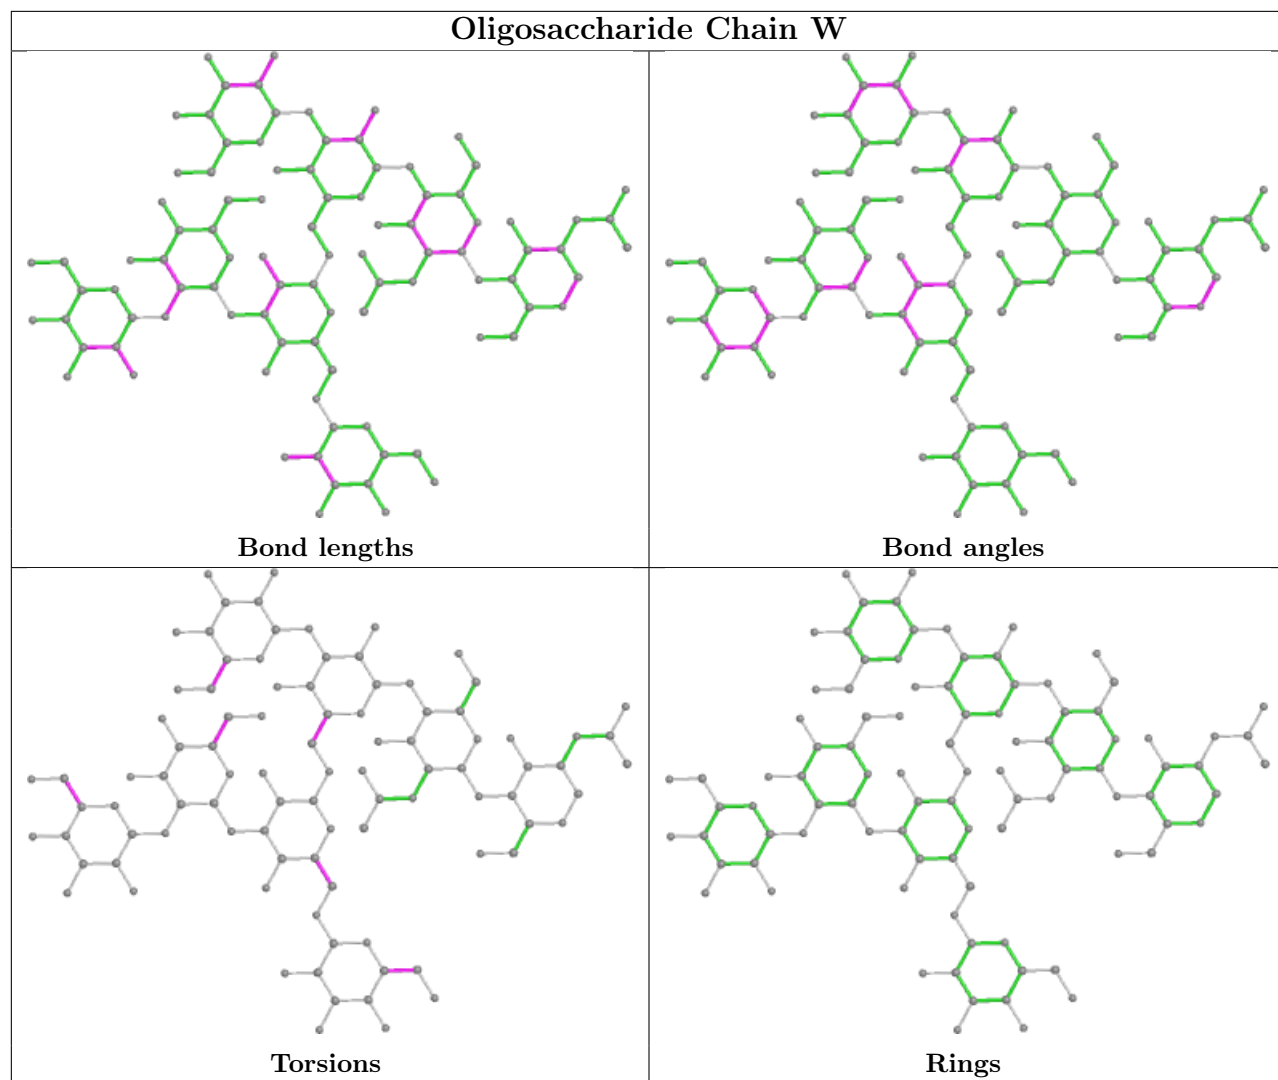 Oligosaccharide Chain W
Bond lengths
Bond angles
Torsions
Rings